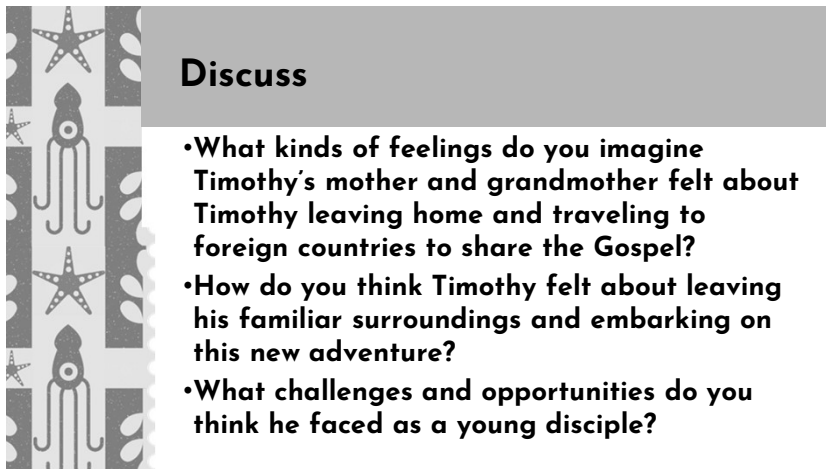 Discuss
•What kinds of feelings do you imagine
Timothy's mother and grandmother felt about
Timothy leaving home and traveling to
foreign countries to share the Gospel?
•How do you think Timothy felt about leaving
his familiar surroundings and embarking on
this new adventure?
•What challenges and opportunities do you
think he faced as a young disciple?